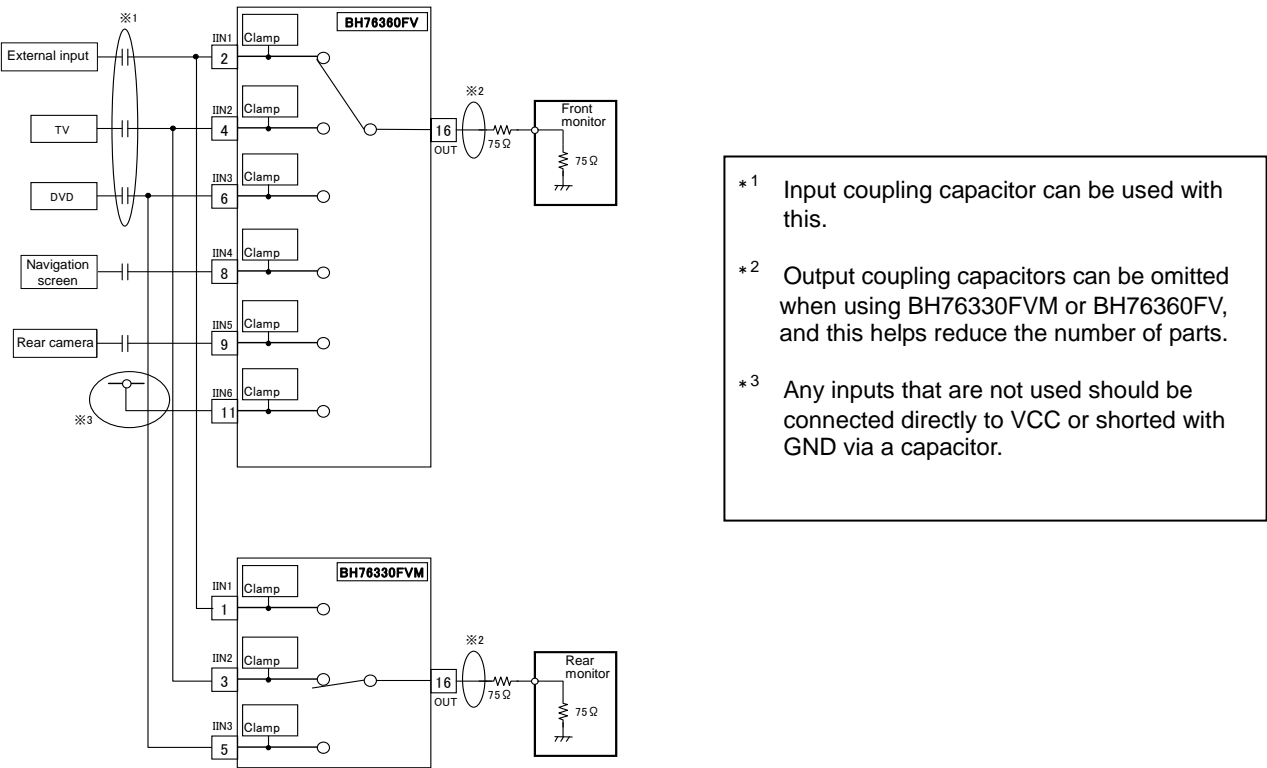 ※1
BH76360FV
External input
IIN1
Clamp
2
TV
IIN2
Clamp
4
DVD
IIN3
Clamp
6
Navigation
screen
IIN4
Clamp
8
Rear camera
IIN5
Clamp
9
※3
IIN6
Clamp
11
16
OUT
※2
75Ω
Front
monitor
75Ω
BH76330FVM
IIN1
Clamp
1
IIN2
Clamp
3
IIN3
Clamp
5
16
OUT
※2
75Ω
Rear
monitor
75Ω
*1 Input coupling capacitor can be used with
this.
*2 Output coupling capacitors can be omitted
when using BH76330FVM or BH76360FV,
and this helps reduce the number of parts.
*3 Any inputs that are not used should be
connected directly to VCC or shorted with
GND via a capacitor.